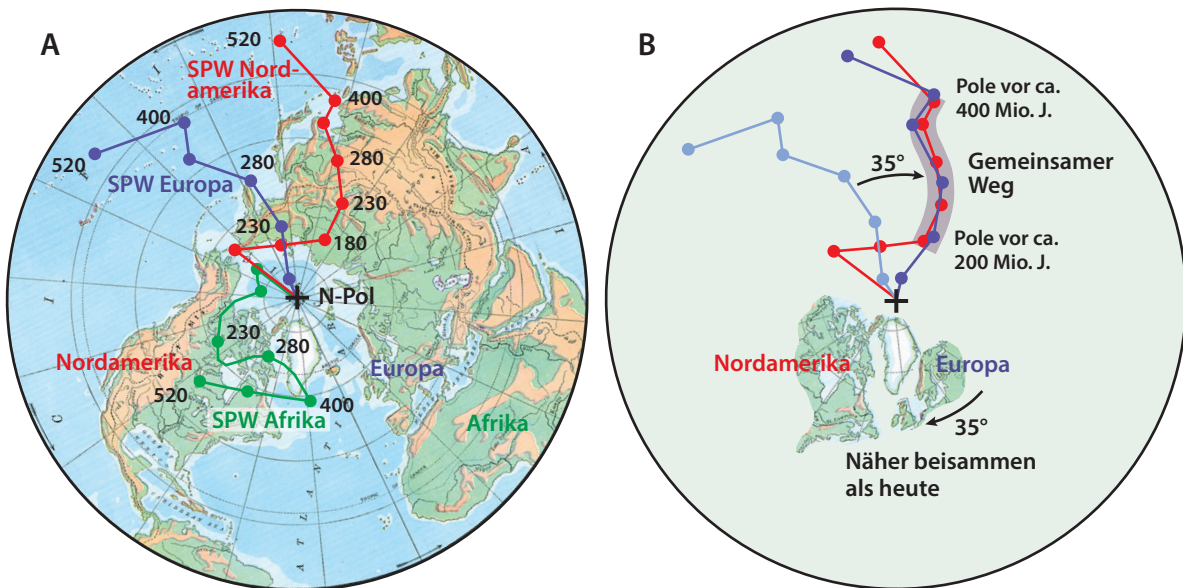 A
520
SPW Nord-
amerika
400
400
520
280
280
SPW Europa
230
230
180
N-Pol
230
280
Nordamerika
Europa
520
400
SPW Afrika
Afrika
B
Pole vor ca.
400 Mio. J.
35°
Gemeinsamer
Weg
Pole vor ca.
200 Mio. J.
Nordamerika
Europa
35°
Näher beisammen
als heute